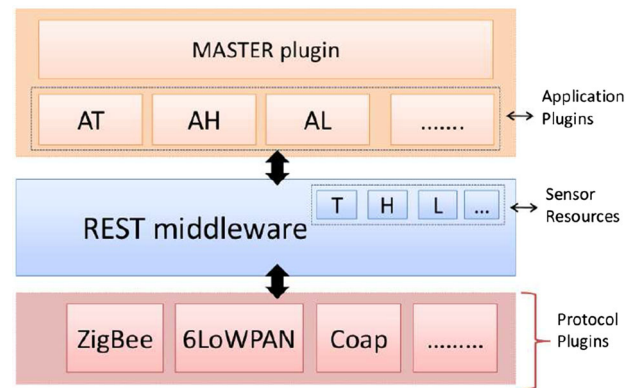 MASTER plugin
AT AH AL .......
Application
Plugins
T H L ...
Sensor
Resources
REST middleware
ZigBee 6LoWPAN Coap .........
Protocol
Plugins